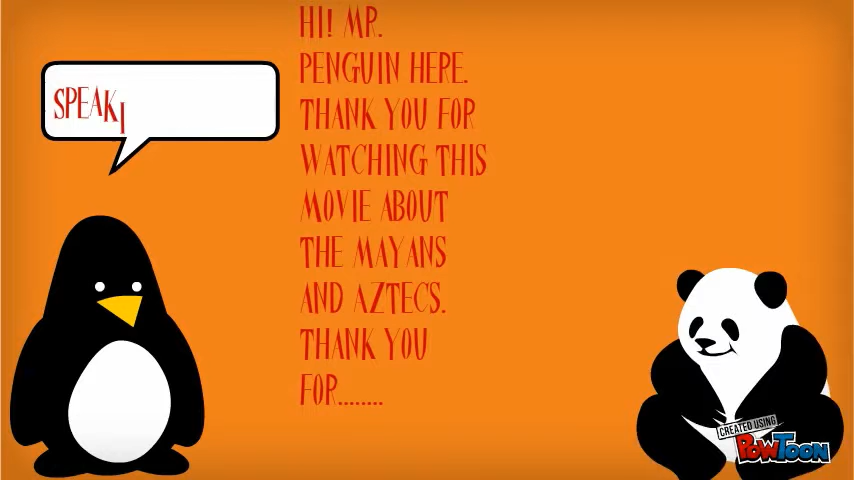 HI! MR.
PENGUIN HERE.
THANK YOU FOR
WATCHING THIS
MOVIE ABOUT
THE MAYANS
AND AZTECS.
THANK YOU
FOR........
SPEAKI
CREATED USING
POWTOON